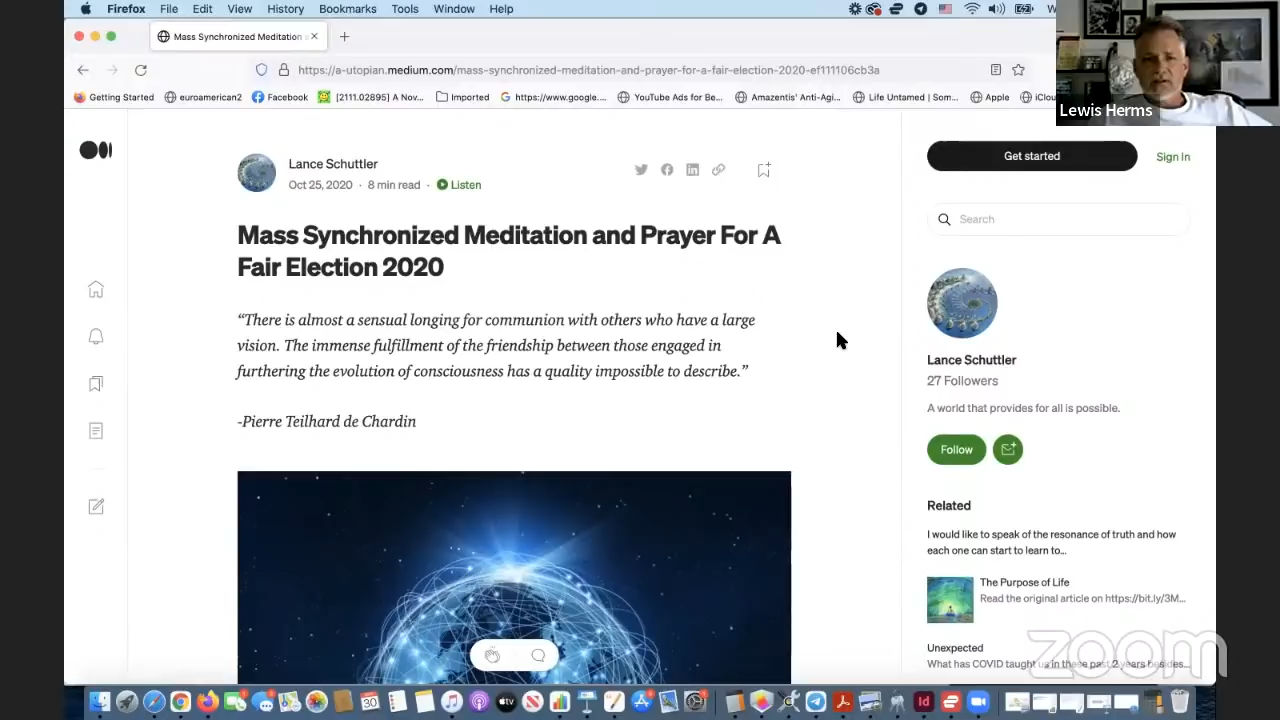 Firefox File Edit View History Bookmarks Tools Window Help
Mass Synchronized Meditation
https://a-utopian.medium.com/mass-synchronized-meditation-and-prayer-for-a-fair-election-2020-ef111106cb3a
Getting Started euroamerican2 Facebook [2111.02795] A Nov... Imported https://www.google.... YouTube Ads for Be... Amazentis' Anti-Agi... Life Untamed | Som... Apple iClou
Lewis Herms
Lance Schuttler
Oct 25, 2020 · 8 min read · Listen
Get started
Sign In
Search
Mass Synchronized Meditation and Prayer For A
Fair Election 2020
“There is almost a sensual longing for communion with others who have a large
vision. The immense fulfillment of the friendship between those engaged in
furthering the evolution of consciousness has a quality impossible to describe.”
-Pierre Teilhard de Chardin
Lance Schuttler
27 Followers
A world that provides for all is possible.
Follow
Related
I would like to speak of the resonance of truth and how
each one can start to learn to...
The Purpose of Life
Read the original article on https://bit.ly/3M...
Unexpected
What has COVID taught us in these past 2 years besides...
zoom
tv
Id